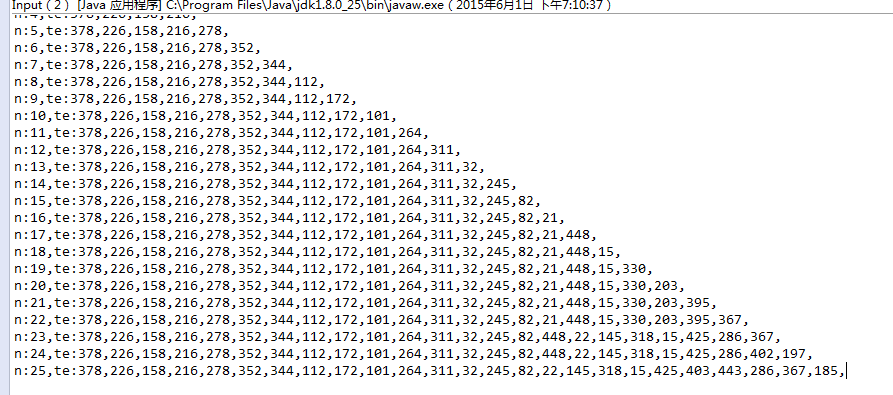 Input（2）[Java 应用程序] C:\Program Files\Java\jdk1.8.0_25\bin\javaw.exe（2015年6月1日 下午7:10:37）
n:4,te:378,226,158,216,
n:5,te:378,226,158,216,278,
n:6,te:378,226,158,216,278,352,
n:7,te:378,226,158,216,278,352,344,
n:8,te:378,226,158,216,278,352,344,112,
n:9,te:378,226,158,216,278,352,344,112,172,
n:10,te:378,226,158,216,278,352,344,112,172,101,
n:11,te:378,226,158,216,278,352,344,112,172,101,264,
n:12,te:378,226,158,216,278,352,344,112,172,101,264,311,
n:13,te:378,226,158,216,278,352,344,112,172,101,264,311,32,
n:14,te:378,226,158,216,278,352,344,112,172,101,264,311,32,245,
n:15,te:378,226,158,216,278,352,344,112,172,101,264,311,32,245,82,
n:16,te:378,226,158,216,278,352,344,112,172,101,264,311,32,245,82,21,
n:17,te:378,226,158,216,278,352,344,112,172,101,264,311,32,245,82,21,448,
n:18,te:378,226,158,216,278,352,344,112,172,101,264,311,32,245,82,21,448,15,
n:19,te:378,226,158,216,278,352,344,112,172,101,264,311,32,245,82,21,448,15,330,
n:20,te:378,226,158,216,278,352,344,112,172,101,264,311,32,245,82,21,448,15,330,203,
n:21,te:378,226,158,216,278,352,344,112,172,101,264,311,32,245,82,21,448,15,330,203,395,
n:22,te:378,226,158,216,278,352,344,112,172,101,264,311,32,245,82,21,448,15,330,203,395,367,
n:23,te:378,226,158,216,278,352,344,112,172,101,264,311,32,245,82,448,22,145,318,15,425,286,367,
n:24,te:378,226,158,216,278,352,344,112,172,101,264,311,32,245,82,448,22,145,318,15,425,286,402,197,
n:25,te:378,226,158,216,278,352,344,112,172,101,264,311,32,245,82,22,145,318,15,425,403,443,286,367,185,